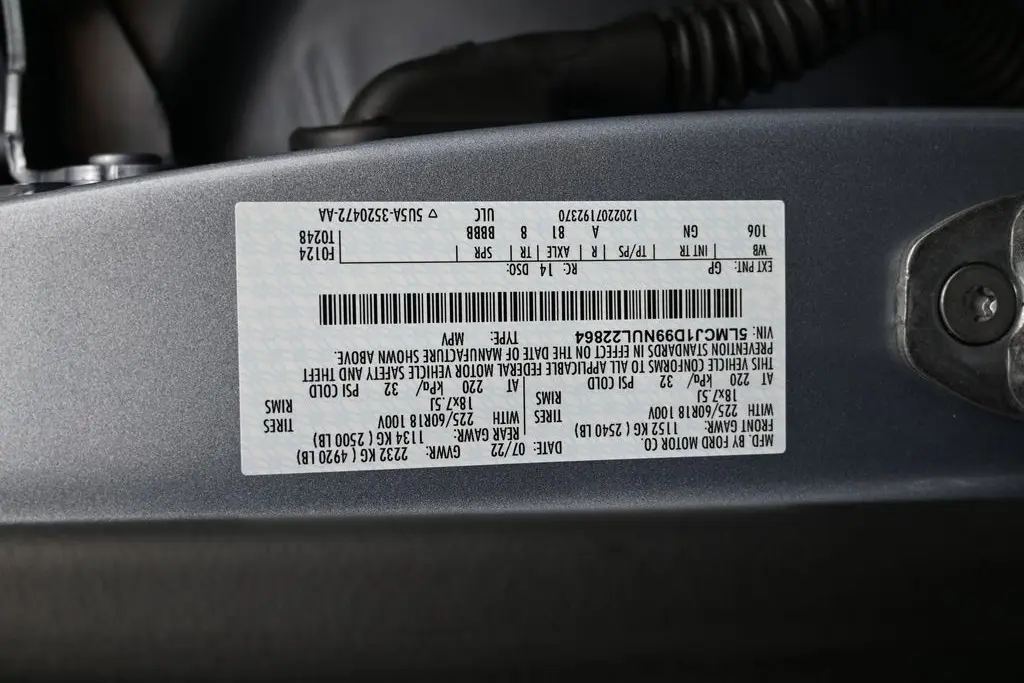 MFD. BY FORD MOTOR CO.
DATE: 07/22 GVWR: 2232 KG ( 4920 LB)
FRONT GAWR: 1152 KG ( 2540 LB) REAR GAWR: 1134 KG ( 2500 LB)
WITH 225/60R18 100V TIRES WITH 225/60R18 100V TIRES
18x7.5J RIMS 18x7.5J RIMS
AT 220 kPa/ 32 PSI COLD AT 220 kPa/ 32 PSI COLD
THIS VEHICLE CONFORMS TO ALL APPLICABLE FEDERAL MOTOR VEHICLE SAFETY AND THEFT
PREVENTION STANDARDS IN EFFECT ON THE DATE OF MANUFACTURE SHOWN ABOVE.
VIN: 5LMCJ1D99NUL22864 TYPE: MPV
EXT PNT: GP RC: 14 DSO: F0124
WB INT TR TP/PS R AXLE TR SPR T0248
106 GN A 81 8 BBBB
120220719 2370 ULC ▽ 5U5A-3520472-AA